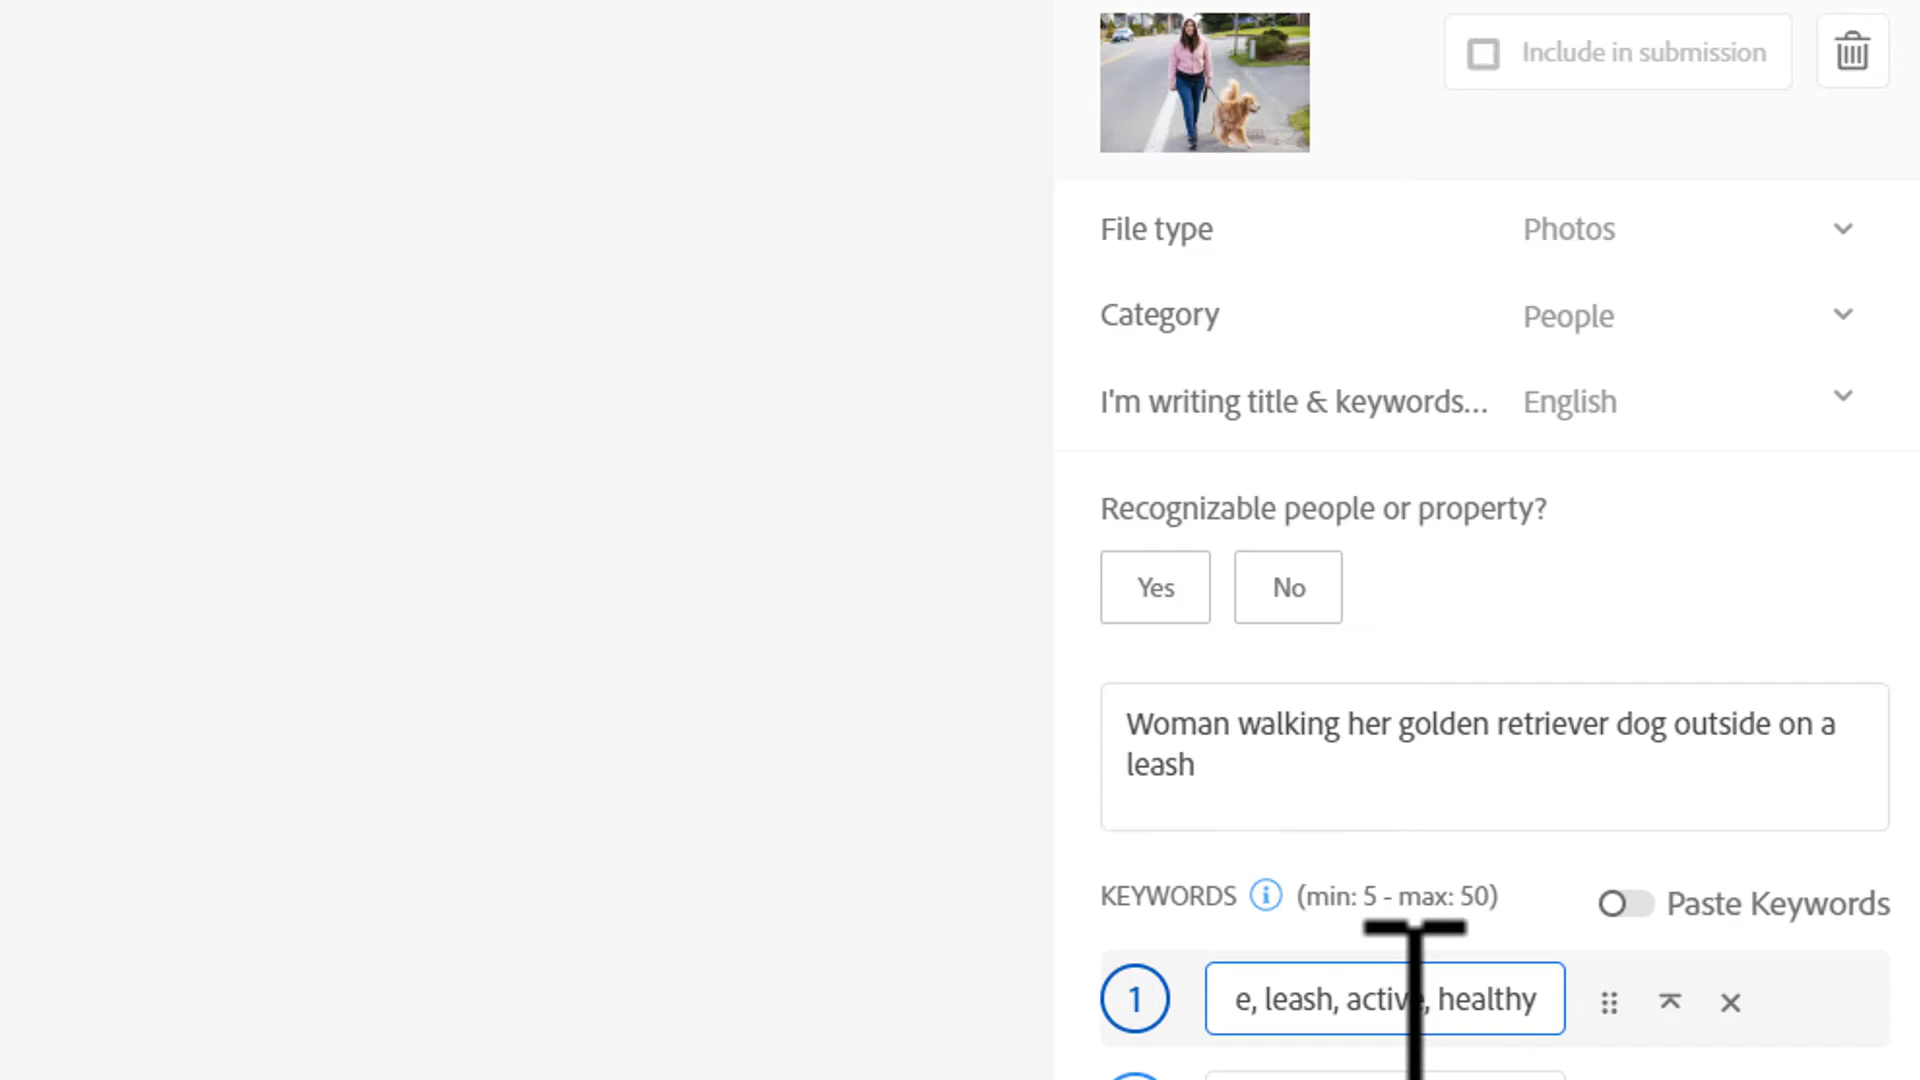 Include in submission
File type Photos
Category People
I'm writing title & keywords... English
Recognizable people or property?
Yes No
Woman walking her golden retriever dog outside on a
leash
KEYWORDS i (min: 5 - max: 50) Paste Keywords
1 e, leash, active, healthy